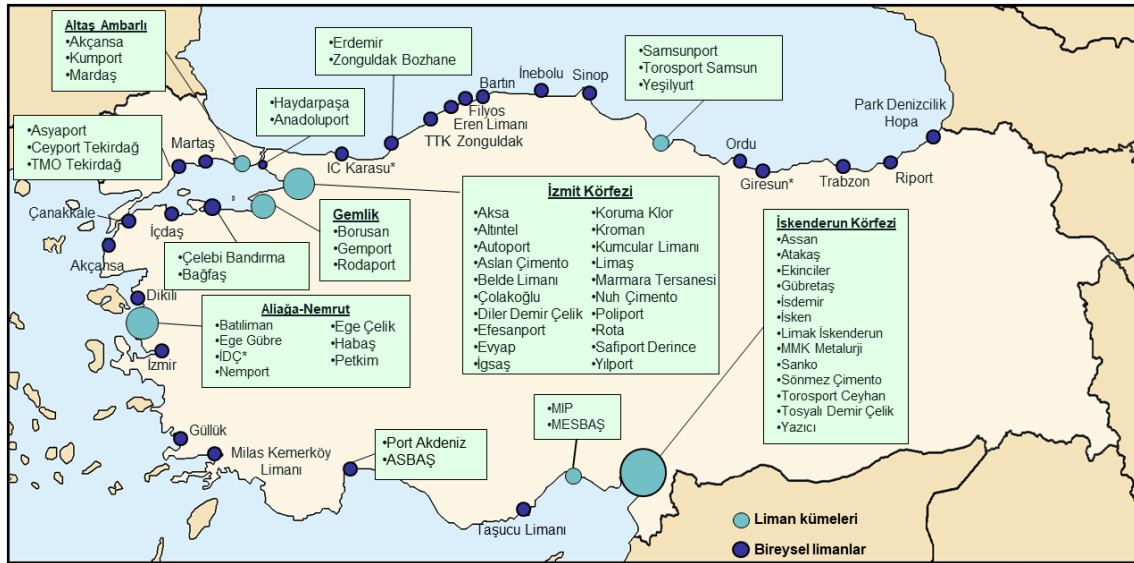 Altaş Ambarlı
•Akçansa
•Kumport
•Mardaş
•Erdemir
•Zonguldak Bozhane
•Haydarpaşa
•Anadoluport
•Asyaport
•Ceyport Tekirdağ
•TMO Tekirdağ
Martaş
IC Karasu*
TTK Zonguldak
Eren Limanı
Filyos
Bartın
İnebolu
Sinop
•Samsunport
•Torosport Samsun
•Yeşilyurt
Ordu
Giresun*
Trabzon
Riport
Park Denizcilik
Hopa
Çanakkale
İçdaş
Akçansa
•Çelebi Bandırma
•Bağfaş
Gemlik
•Borusan
•Gemport
•Rodaport
İzmit Körfezi
•Aksa
•Altıntel
•Autoport
•Aslan Çimento
•Belde Limanı
•Çolakoğlu
•Diler Demir Çelik
•Efesanport
•Evyap
•İgsaş
•Koruma Klor
•Kroman
•Kumcular Limanı
•Limaş
•Marmara Tersanesi
•Nuh Çimento
•Poliport
•Rota
•Safiport Derince
•Yılport
İskenderun Körfezi
•Assan
•Atakaş
•Ekinciler
•Gübretaş
•İsdemir
•İsken
•Limak İskenderun
•MMK Metalurji
•Sanko
•Sönmez Çimento
•Torosport Ceyhan
•Tosyalı Demir Çelik
•Yazıcı
Dikili
Aliağa-Nemrut
•Batıliman
•Ege Gübre
•İDÇ*
•Nemport
•Ege Çelik
•Habaş
•Petkim
İzmir
Güllük
Milas Kemerköy
Limanı
•Port Akdeniz
•ASBAŞ
•MIP
•MESBAŞ
Taşucu Limanı
Liman kümeleri
Bireysel limanlar